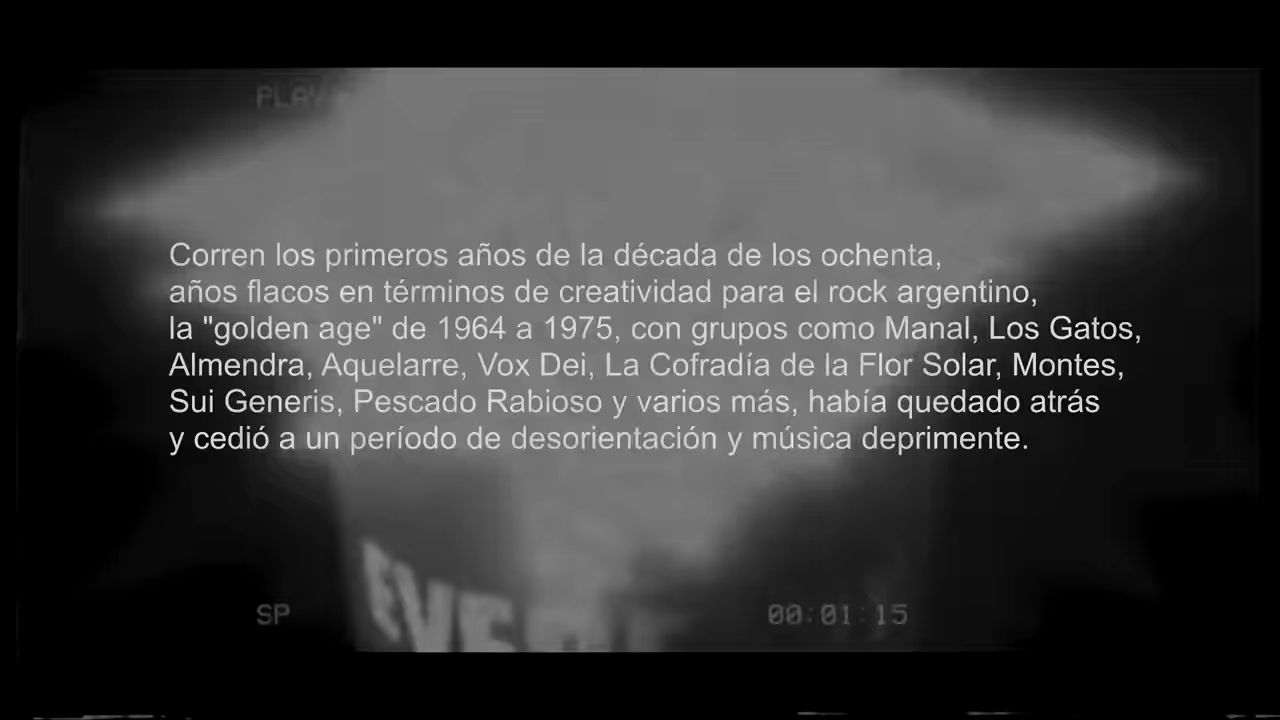 PLAY
Corren los primeros años de la década de los ochenta,
años flacos en términos de creatividad para el rock argentino,
la "golden age" de 1964 a 1975, con grupos como Manal, Los Gatos,
Almendra, Aquelarre, Vox Dei, La Cofradía de la Flor Solar, Montes,
Sui Generis, Pescado Rabioso y varios más, había quedado atrás
y cedió a un período de desorientación y música deprimente.
SP 00:01:15